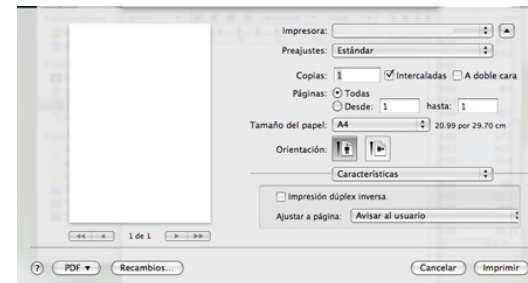 Impresora:
Preajustes: Estándar
Copias: 1 Intercaladas A doble cara
Páginas: Todas
Desde: 1 hasta: 1
Tamaño del papel: A4 20.99 por 29.70 cm
Orientación:
Características
Impresión dúplex inversa
Ajustar a página: Avisar al usuario
1 de 1
? PDF Recambios... Cancelar Imprimir